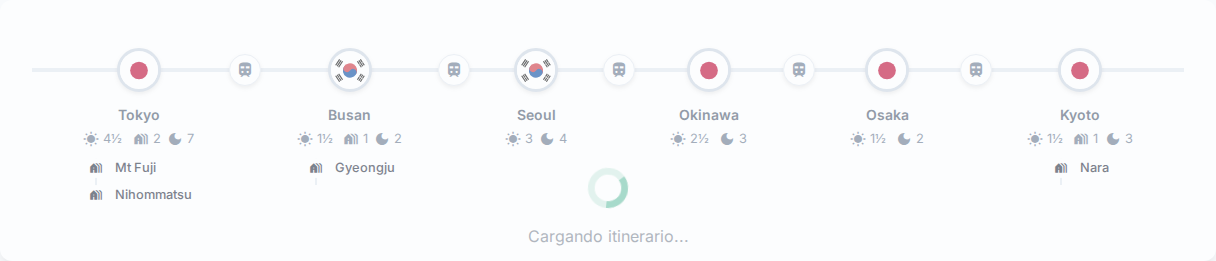 Tokyo
Busan
Seoul
Okinawa
Osaka
Kyoto
4½ 2 7
1½ 1 2
3 4
2½ 3
1½ 2
1½ 1 3
Mt Fuji
Gyeongju
Nara
Nihommatsu
Cargando itinerario...